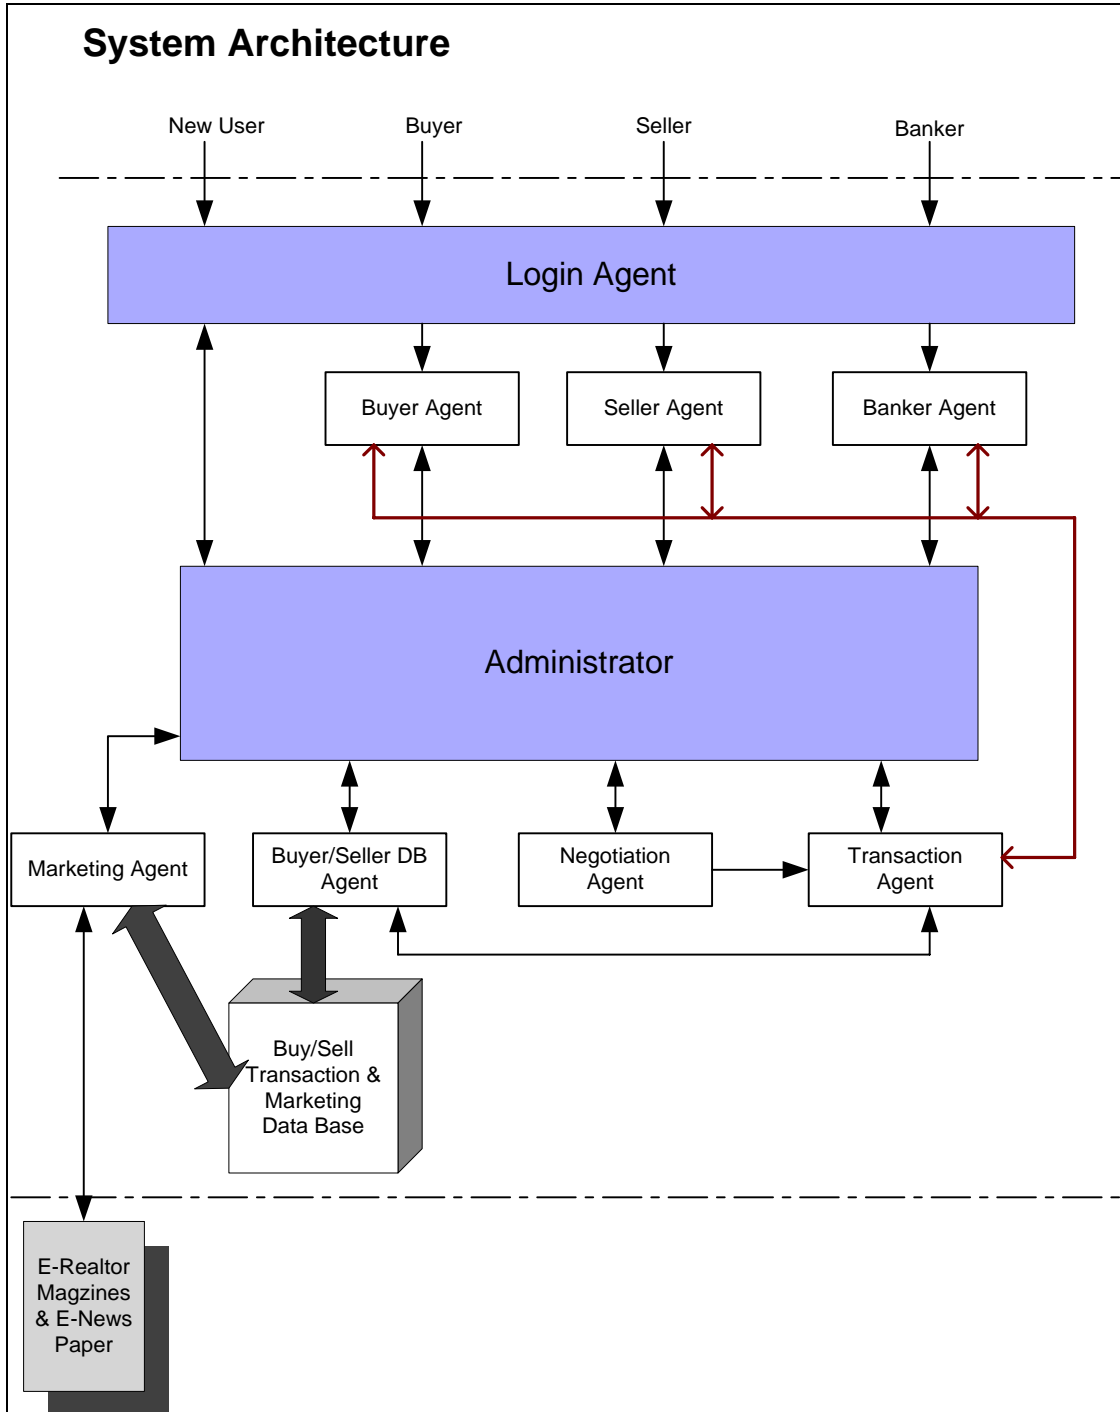 System Architecture
New User
Buyer
Seller
Banker
Login Agent
Buyer Agent
Seller Agent
Banker Agent
Administrator
Marketing Agent
Buyer/Seller DB
Agent
Negotiation
Agent
Transaction
Agent
Buy/Sell
Transaction &
Marketing
Data Base
E-Realtor
Magzines
& E-News
Paper